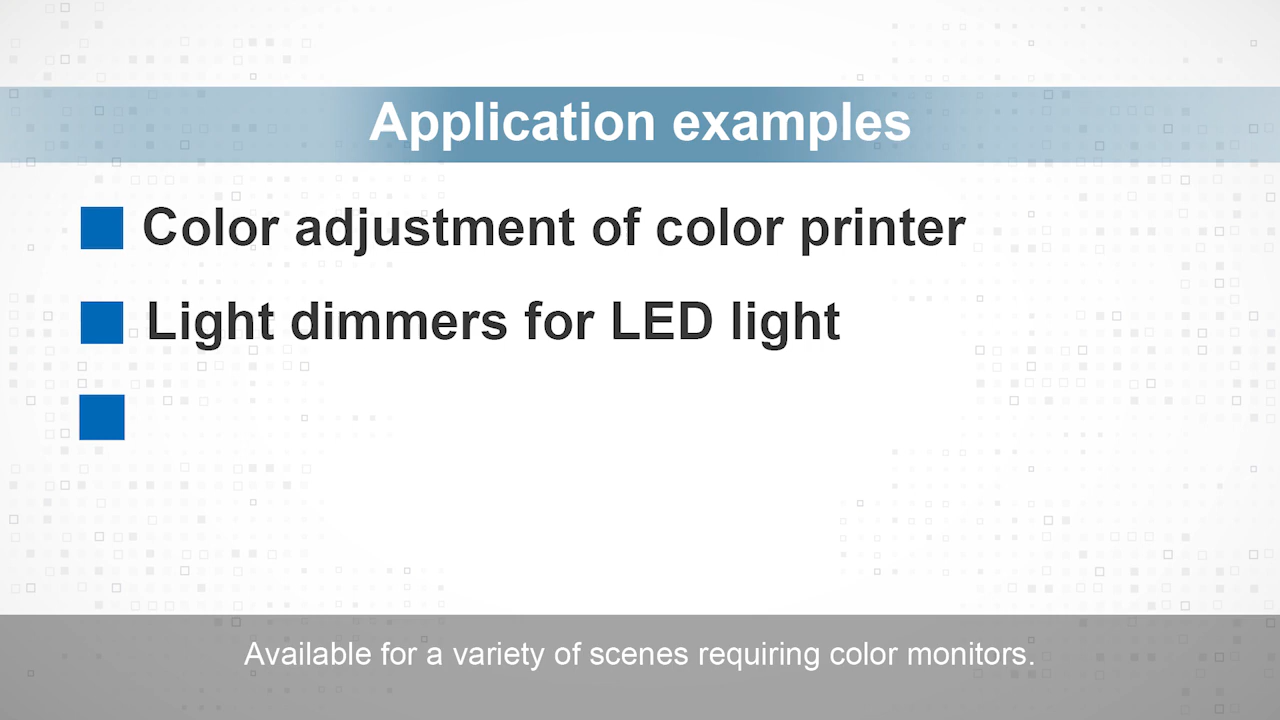 Application examples
Color adjustment of color printer
Light dimmers for LED light
Available for a variety of scenes requiring color monitors.